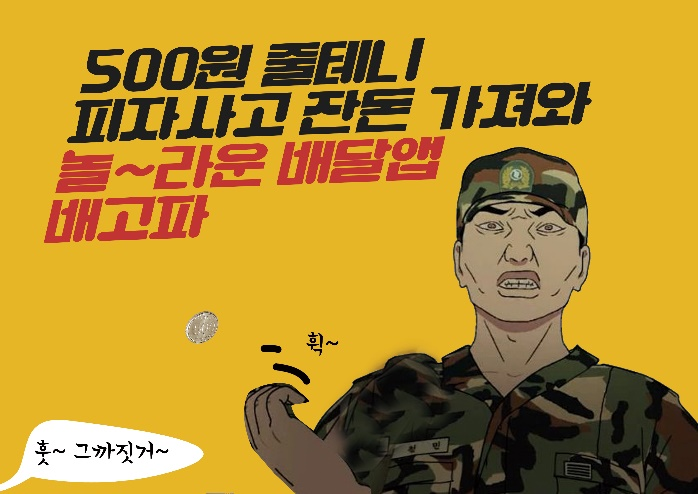 500원 줄테니
피자사고 잔돈 가져와
놀~라운 배달앱
배고파
휙~
훗~ 그까짓거~